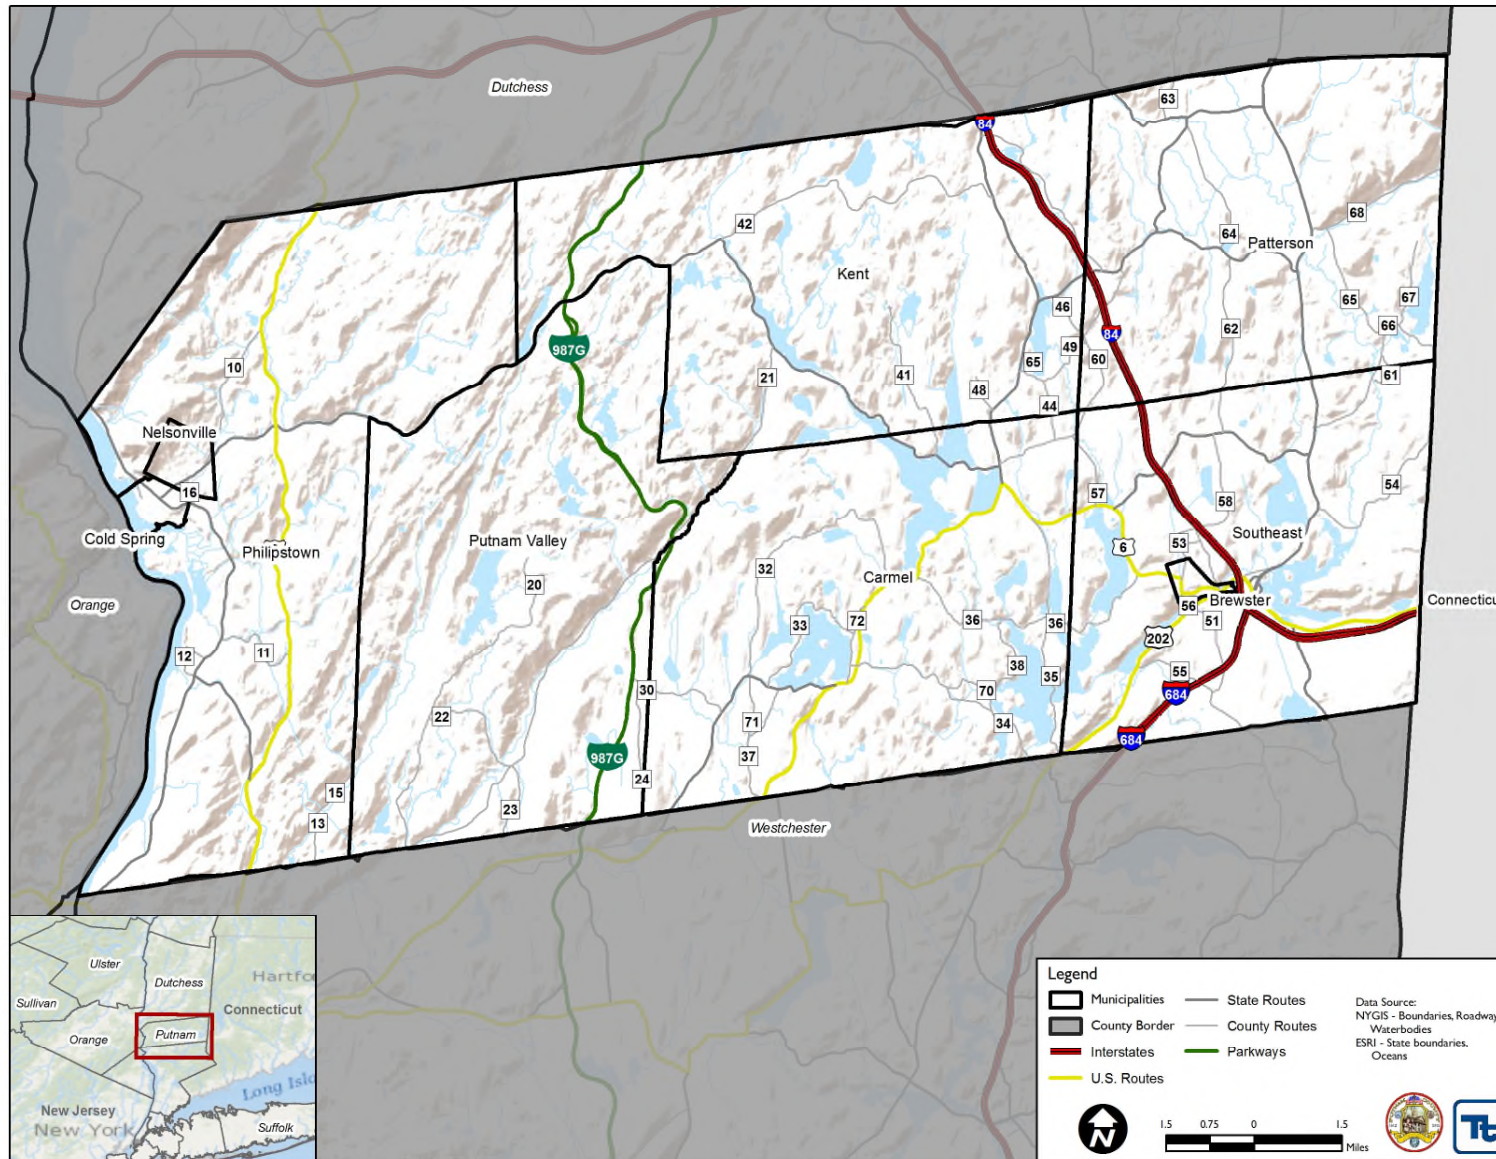 Dutchess
84
63
42
68
64
Patterson
Kent
65
67
46
66
62
84
987G
49
65
60
10
21
41
61
48
44
Nelsonville
16
57
54
58
Cold Spring
Philipstown
Putnam Valley
Southeast
53
6
32
Carmel
20
Orange
Brewster
Connecticu
56
33
72
36
36
51
202
12
11
38
55
35
30
70
684
22
71
34
684
37
987G
24
15
23
13
Westchester
Ulster
Dutchess
Hartfo
Sullivan
Connecticut
Orange
Putnam
Long Isla
New Jersey
New York
Suffolk
Legend
Municipalities
State Routes
County Border
County Routes
Interstates
Parkways
U.S. Routes
Data Source:
NYGIS - Boundaries, Roadway
Waterbodies
ESRI - State boundaries,
Oceans
N
1.5 0.75 0 1.5
Miles
Tt